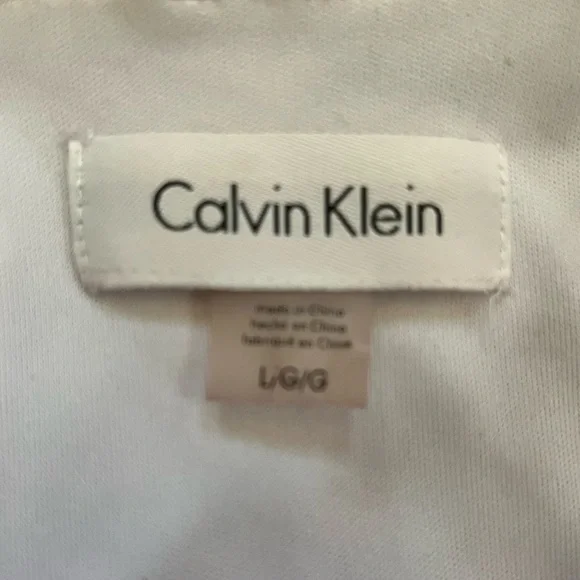 Calvin Klein
made in China
hecho en China
fabriqué en Chine
L/G/G